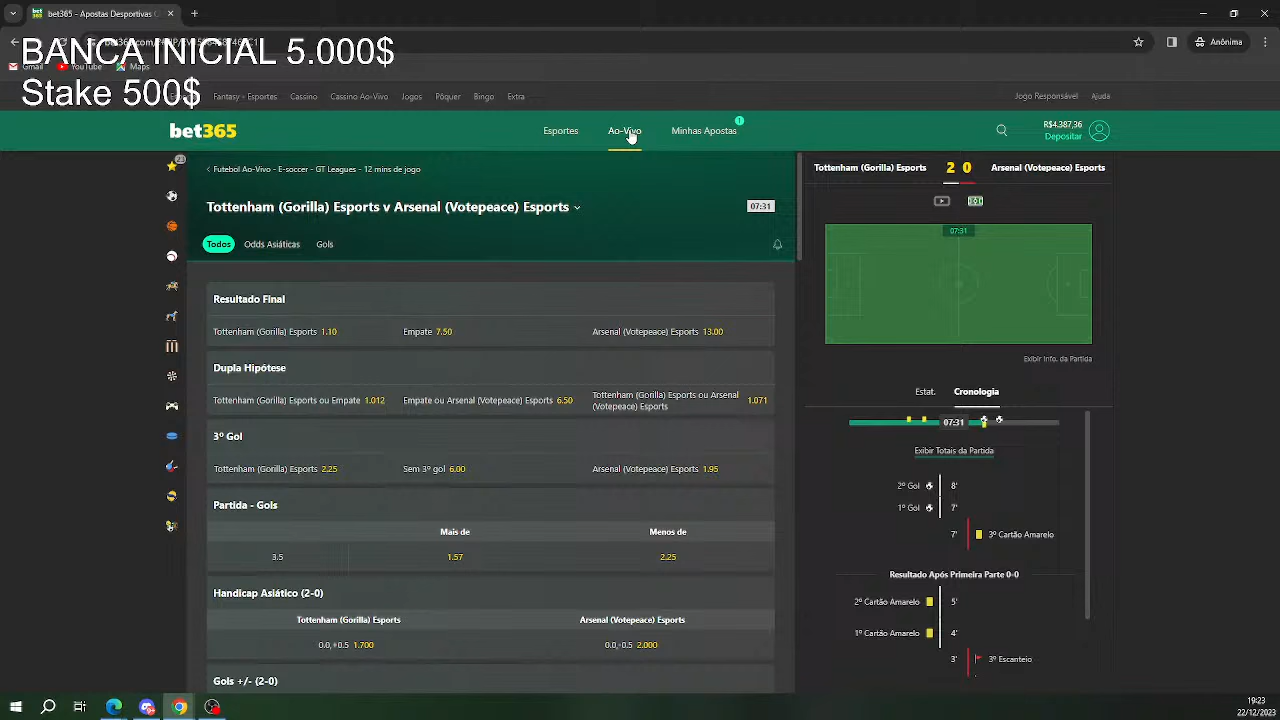 bet365 - Apostas Desportivas
BANCA INICIAL 5.000$
Gmail YouTube Maps
Anônima
Stake 500$
Fantasy - Esportes Cassino Cassino Ao-Vivo Jogos Pôquer Bingo Extra
Jogo Responsável Ajuda
bet365
Esportes Ao-Vivo Minhas Apostas 1
R$4.387,36
Depositar
23
Futebol Ao-Vivo - E-soccer - GT Leagues - 12 mins de jogo
Tottenham (Gorilla) Esports v Arsenal (Votepeace) Esports 07:31
Todos Odds Asiáticas Gols
Resultado Final
Tottenham (Gorilla) Esports 1.10 Empate 7.50 Arsenal (Votepeace) Esports 13.00
Dupla Hipótese
Tottenham (Gorilla) Esports ou Empate 1.012 Empate ou Arsenal (Votepeace) Esports 6.50 Tottenham (Gorilla) Esports ou Arsenal
(Votepeace) Esports 1.071
3º Gol
Tottenham (Gorilla) Esports 2.25 Sem 3º gol 6.00 Arsenal (Votepeace) Esports 1.95
Partida - Gols
Mais de Menos de
3.5 1.57 2.25
Handicap Asiático (2-0)
Tottenham (Gorilla) Esports Arsenal (Votepeace) Esports
0.0,+0.5 1.700 0.0,-0.5 2.000
Gols +/- (2-0)
Tottenham (Gorilla) Esports 2 0 Arsenal (Votepeace) Esports
07:31
Exibir Info. da Partida
Estat. Cronologia
07:31
Exibir Totais da Partida
2º Gol 8'
1º Gol 7'
7' 3º Cartão Amarelo
Resultado Após Primeira Parte 0-0
2º Cartão Amarelo 5'
1º Cartão Amarelo 4'
3' 3º Escanteio
19:23
22/12/2023